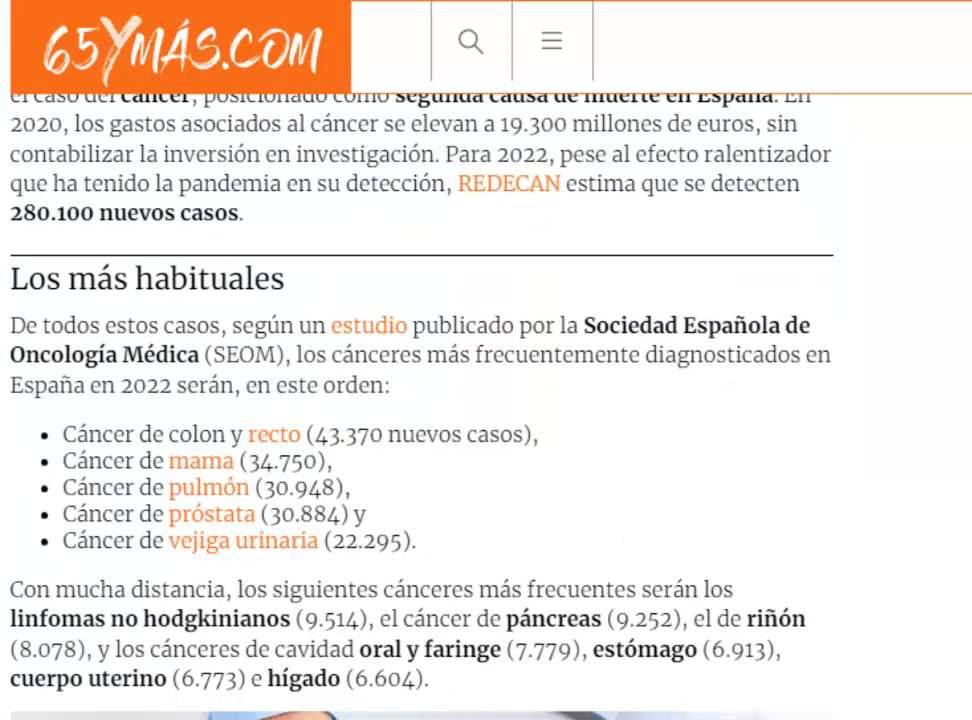 65YMÁS.COM
el caso del cáncer, posicionado como segunda causa de muerte en España. En
2020, los gastos asociados al cáncer se elevan a 19.300 millones de euros, sin
contabilizar la inversión en investigación. Para 2022, pese al efecto ralentizador
que ha tenido la pandemia en su detección, REDECAN estima que se detecten
280.100 nuevos casos.
Los más habituales
De todos estos casos, según un estudio publicado por la Sociedad Española de
Oncología Médica (SEOM), los cánceres más frecuentemente diagnosticados en
España en 2022 serán, en este orden:
• Cáncer de colon y recto (43.370 nuevos casos),
• Cáncer de mama (34.750),
• Cáncer de pulmón (30.948),
• Cáncer de próstata (30.884) y
• Cáncer de vejiga urinaria (22.295).
Con mucha distancia, los siguientes cánceres más frecuentes serán los
linfomas no hodgkinianos (9.514), el cáncer de páncreas (9.252), el de riñón
(8.078), y los cánceres de cavidad oral y faringe (7.779), estómago (6.913),
cuerpo uterino (6.773) e hígado (6.604).